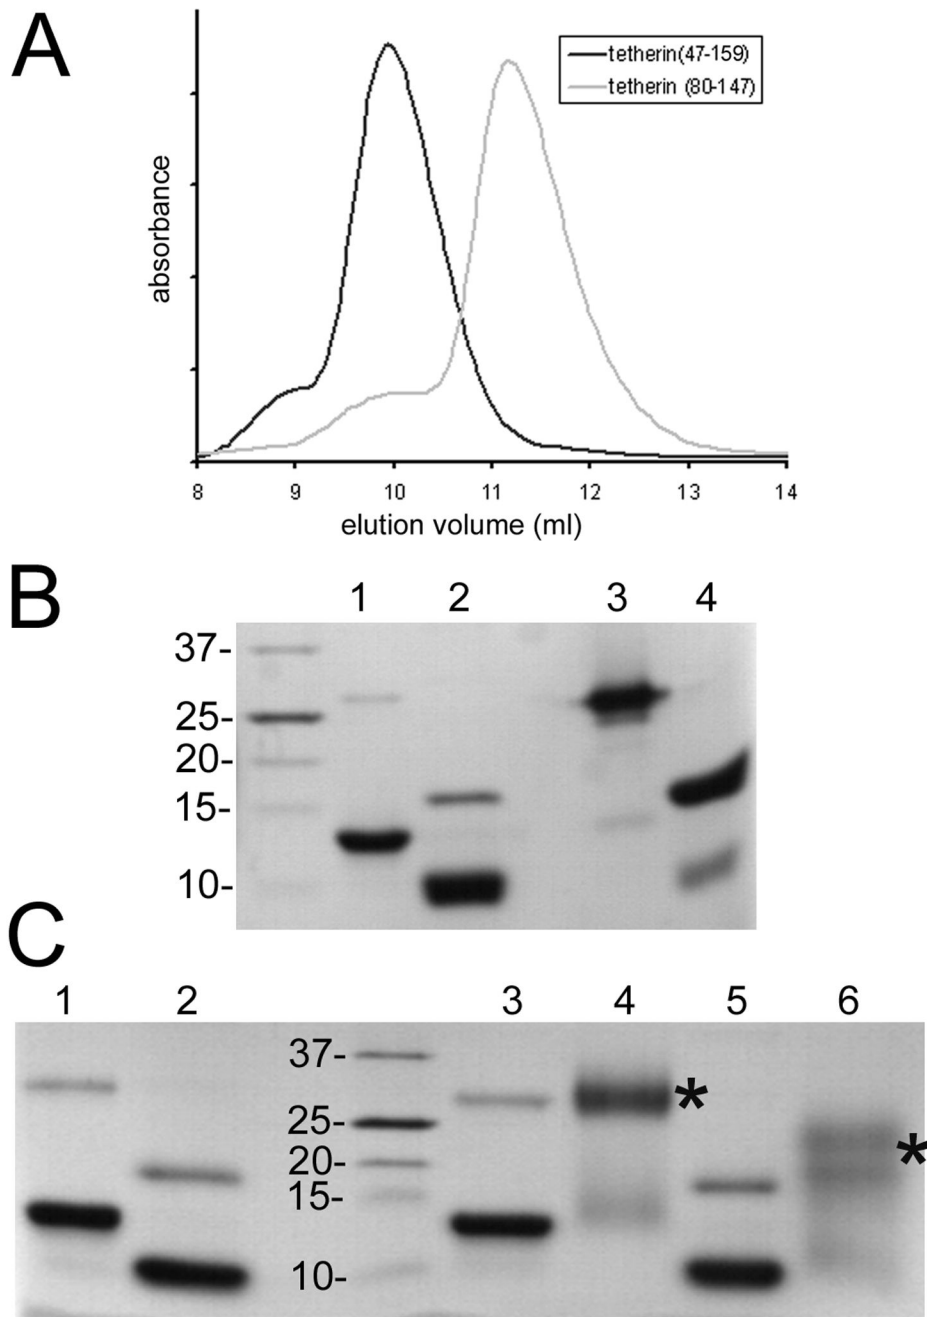 A
tetherin(47-159)
tetherin (80-147)
absorbance
8 9 10 11 12 13 14
elution volume (ml)
B
1 2 3 4
37-
25-
20-
15-
10-
C
1 2 3 4 5 6
37-
25-
20-
15-
10-
*
*